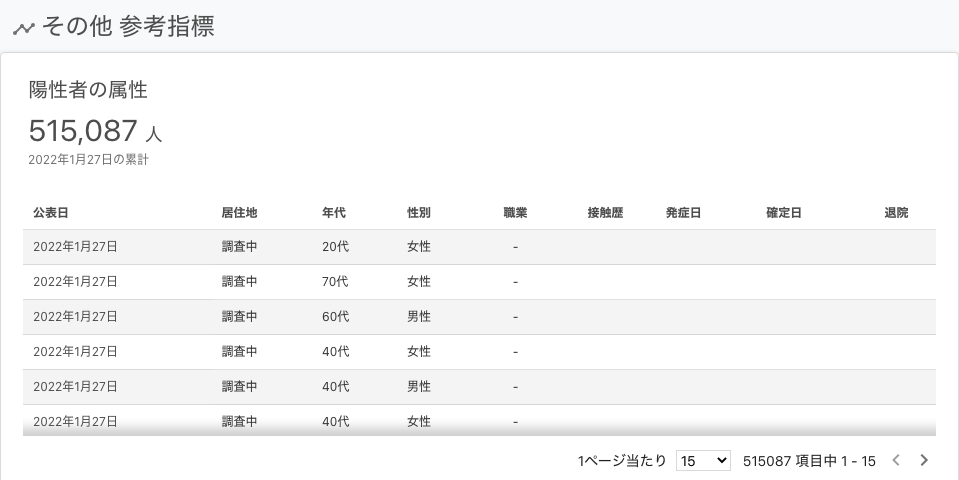 その他 参考指標
陽性者の属性
515,087 人
2022年1月27日の累計
公表日 居住地 年代 性別 職業 接触歴 発症日 確定日 退院
2022年1月27日 調査中 20代 女性 -
2022年1月27日 調査中 70代 女性 -
2022年1月27日 調査中 60代 男性 -
2022年1月27日 調査中 40代 女性 -
2022年1月27日 調査中 40代 男性 -
2022年1月27日 調査中 40代 女性 -
1ページ当たり 15 515087 項目中 1 - 15